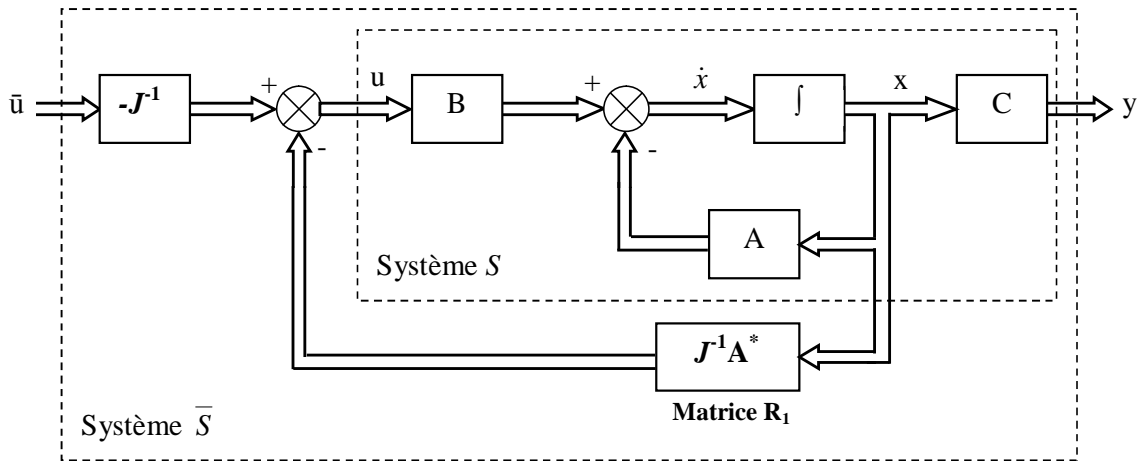 ū
-J⁻¹
+
-
u
B
+
-
ẋ
∫
x
C
y
A
Système S
J⁻¹A*
Matrice R₁
Système S̅